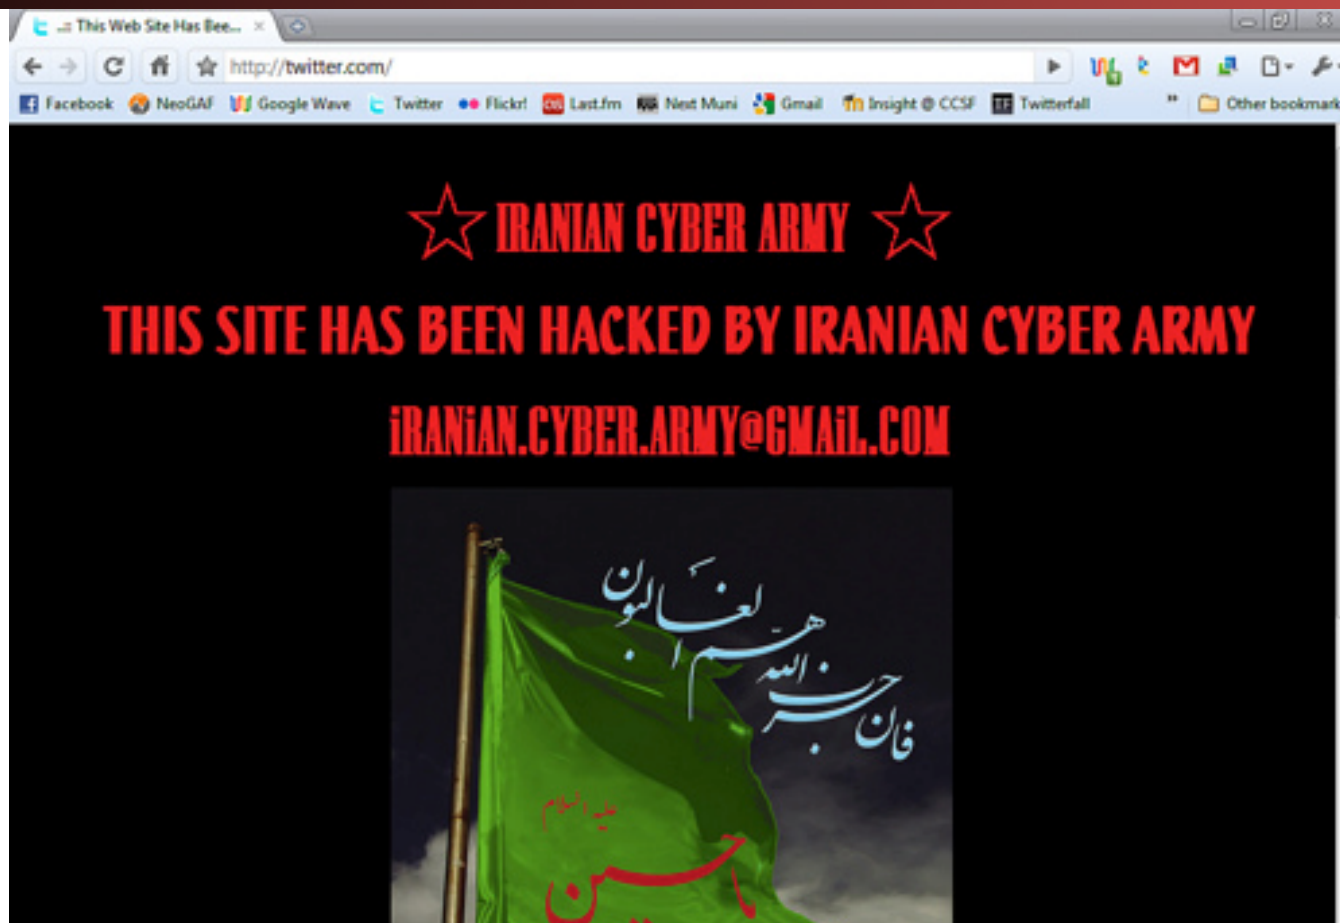 ..:: This Web Site Has Bee...
http://twitter.com/
Facebook NeoGAF Google Wave Twitter Flickr! Last.fm Next Muni Gmail Insight @ CCSF Twitterfall Other bookmark
IRANIAN CYBER ARMY
THIS SITE HAS BEEN HACKED BY IRANIAN CYBER ARMY
iRANiAN.CYBER.ARMY@GMAiL.COM
فان حزب الله هم الغالبون
علیه السلام
یا حسین